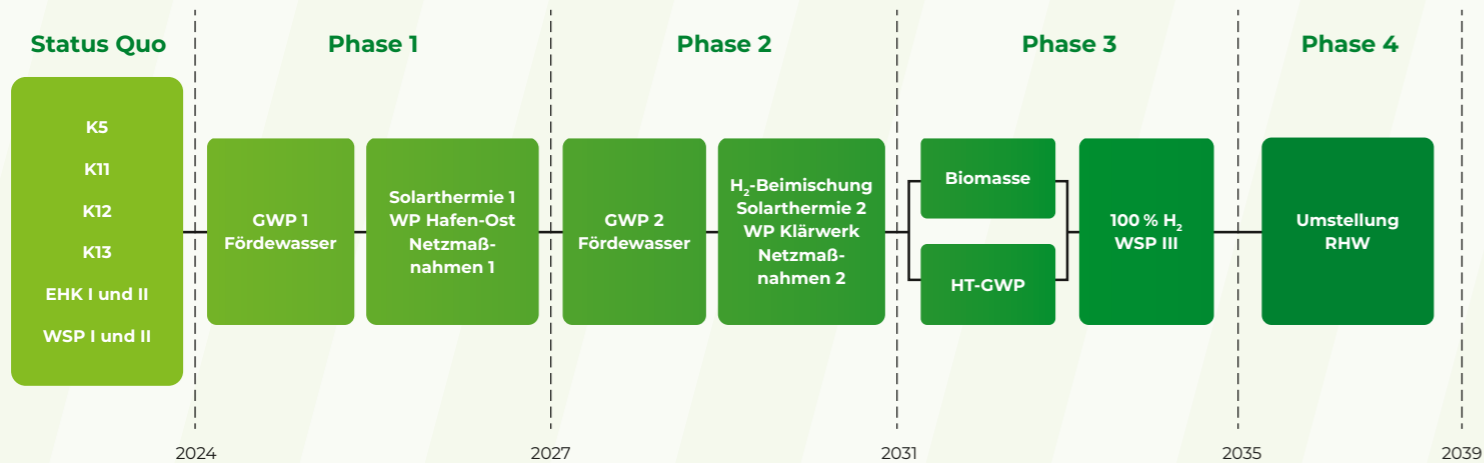 Status Quo
Phase 1
Phase 2
Phase 3
Phase 4
K5
K11
K12
K13
EHK I und II
WSP I und II
GWP 1
Fördewasser
Solarthermie 1
WP Hafen-Ost
Netzmaß-
nahmen 1
GWP 2
Fördewasser
H₂-Beimischung
Solarthermie 2
WP Klärwerk
Netzmaß-
nahmen 2
Biomasse
HT-GWP
100 % H₂
WSP III
Umstellung
RHW
2024
2027
2031
2035
2039